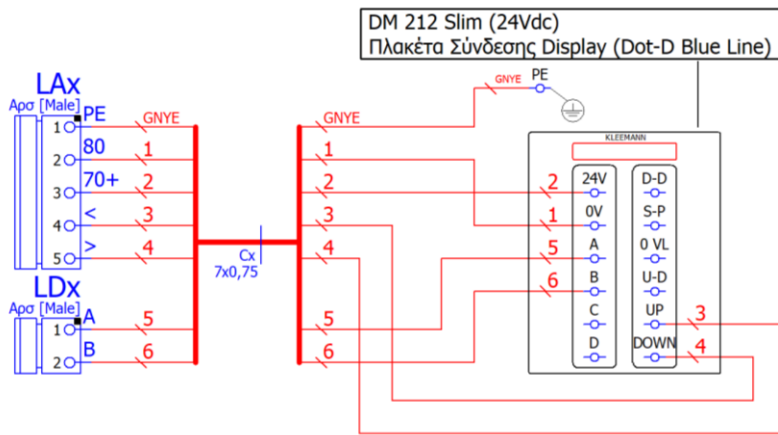 DM 212 Slim (24Vdc)
Πλακέτα Σύνδεσης Display (Dot-D Blue Line)
LAx
Αρσ [Male]
1 PE GNYE
2 80 1
3 70+ 2
4 < 3
5 > 4
LDx
Αρσ [Male]
1 A 5
2 B 6
Cx
7x0,75
GNYE
1
2
3
4
5
6
GNYE PE
KLEEMANN
2 24V D-D
1 0V S-P
5 A 0 VL
6 B U-D
C UP 3
D DOWN 4